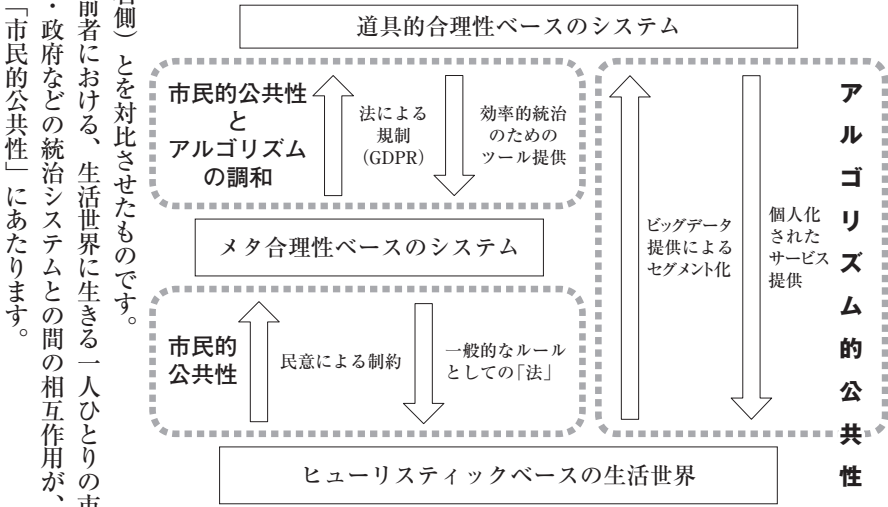 道具的合理性ベースのシステム
市民的公共性
と
アルゴリズム
の調和
法による
規制
(GDPR)
効率的統治
のための
ツール提供
メタ合理性ベースのシステム
市民的
公共性
民意による制約
一般的なルール
としての「法」
ヒューリスティックベースの生活世界
ビッグデータ
提供による
セグメント化
個人化
された
サービス
提供
アルゴリズム的公共性
側）とを対比させたものです。
前者における、生活世界に生きる一人ひとりの市
・政府などの統治システムとの間の相互作用が、
「市民的公共性」にあたります。